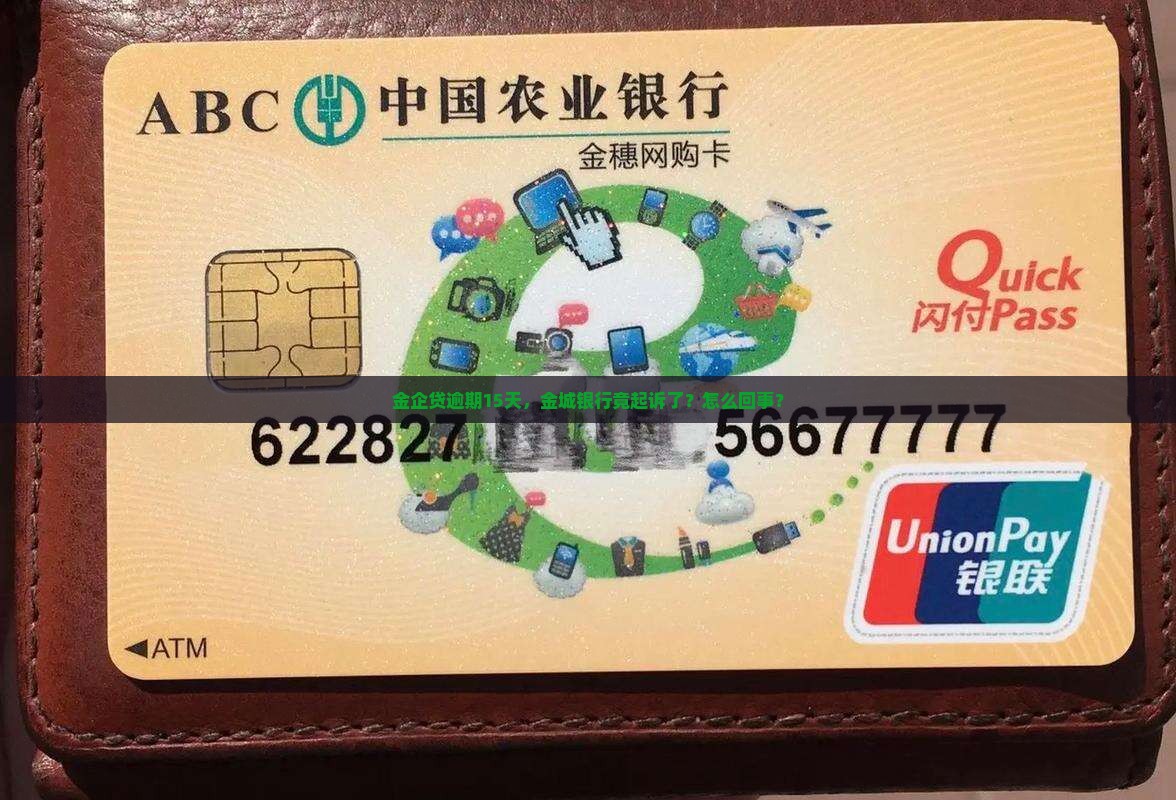 ABC 中国农业银行
金穗网购卡
Quick
闪付Pass
金企贷逾期15天，金城银行竟起诉了？怎么回事？
622827 56677777
UnionPay
银联
ATM